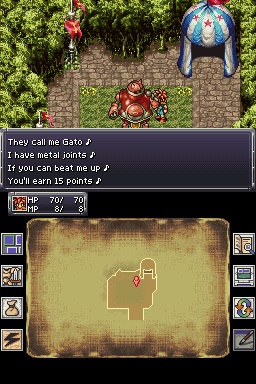 They call me Gato ♪
I have metal joints ♪
If you can beat me up ♪
You'll earn 15 points ♪
HP 70/ 70
MP 8/ 8